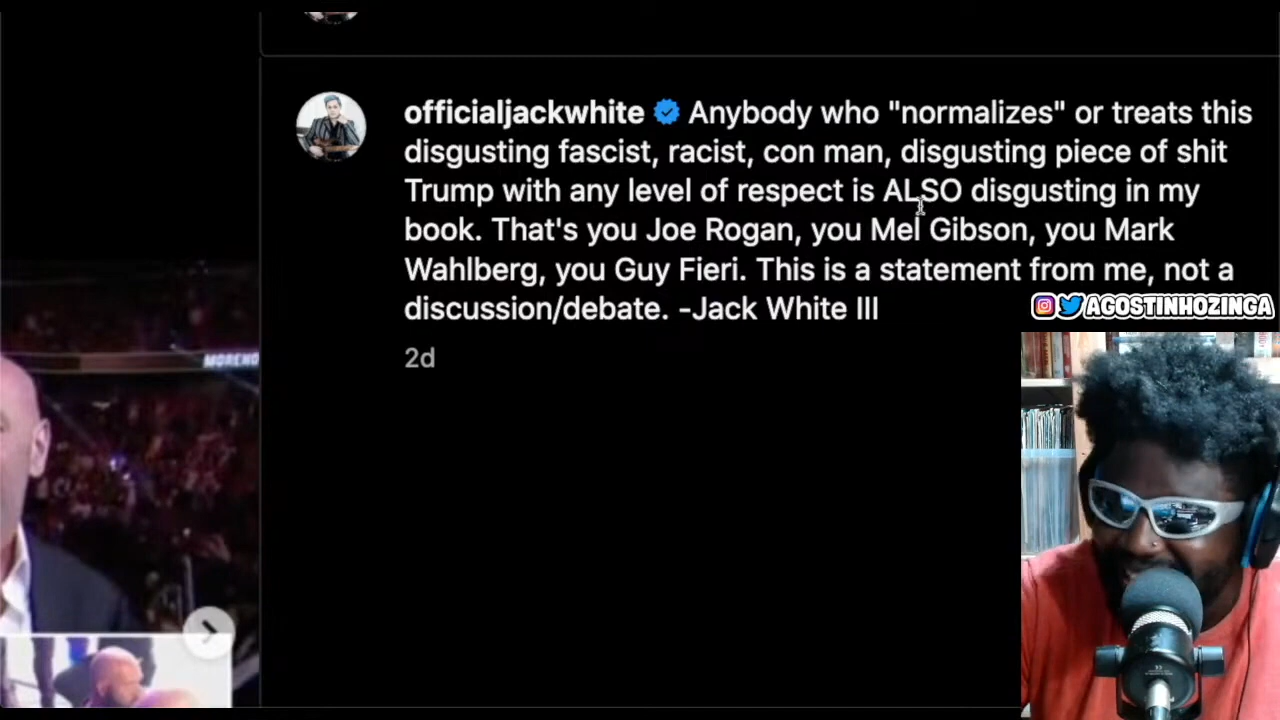 officialjackwhite Anybody who "normalizes" or treats this
disgusting fascist, racist, con man, disgusting piece of shit
Trump with any level of respect is ALSO disgusting in my
book. That's you Joe Rogan, you Mel Gibson, you Mark
Wahlberg, you Guy Fieri. This is a statement from me, not a
discussion/debate. -Jack White III
2d
AGOSTINHOZINGA
MORENO